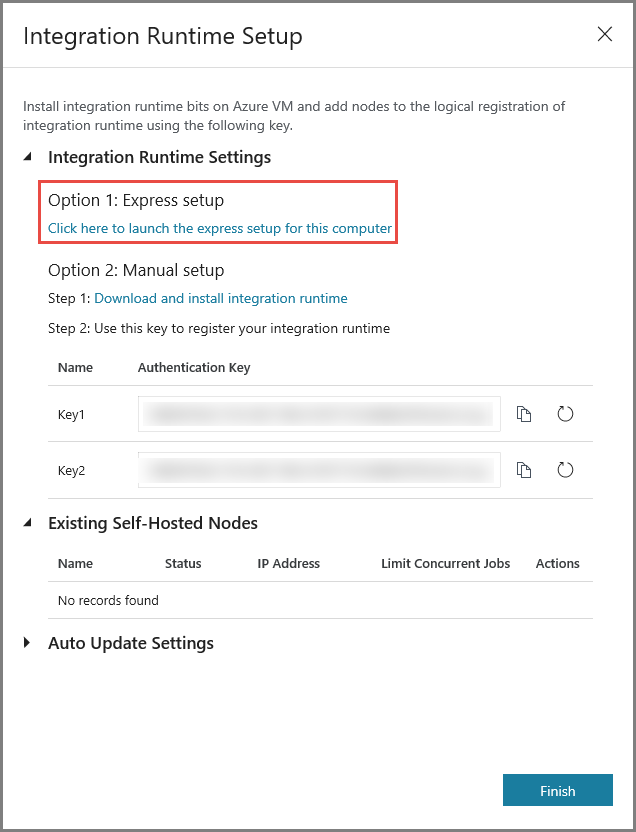 Integration Runtime Setup
Install integration runtime bits on Azure VM and add nodes to the logical registration of
integration runtime using the following key.
Integration Runtime Settings
Option 1: Express setup
Click here to launch the express setup for this computer
Option 2: Manual setup
Step 1: Download and install integration runtime
Step 2: Use this key to register your integration runtime
Name Authentication Key
Key1
Key2
Existing Self-Hosted Nodes
Name Status IP Address Limit Concurrent Jobs Actions
No records found
Auto Update Settings
Finish